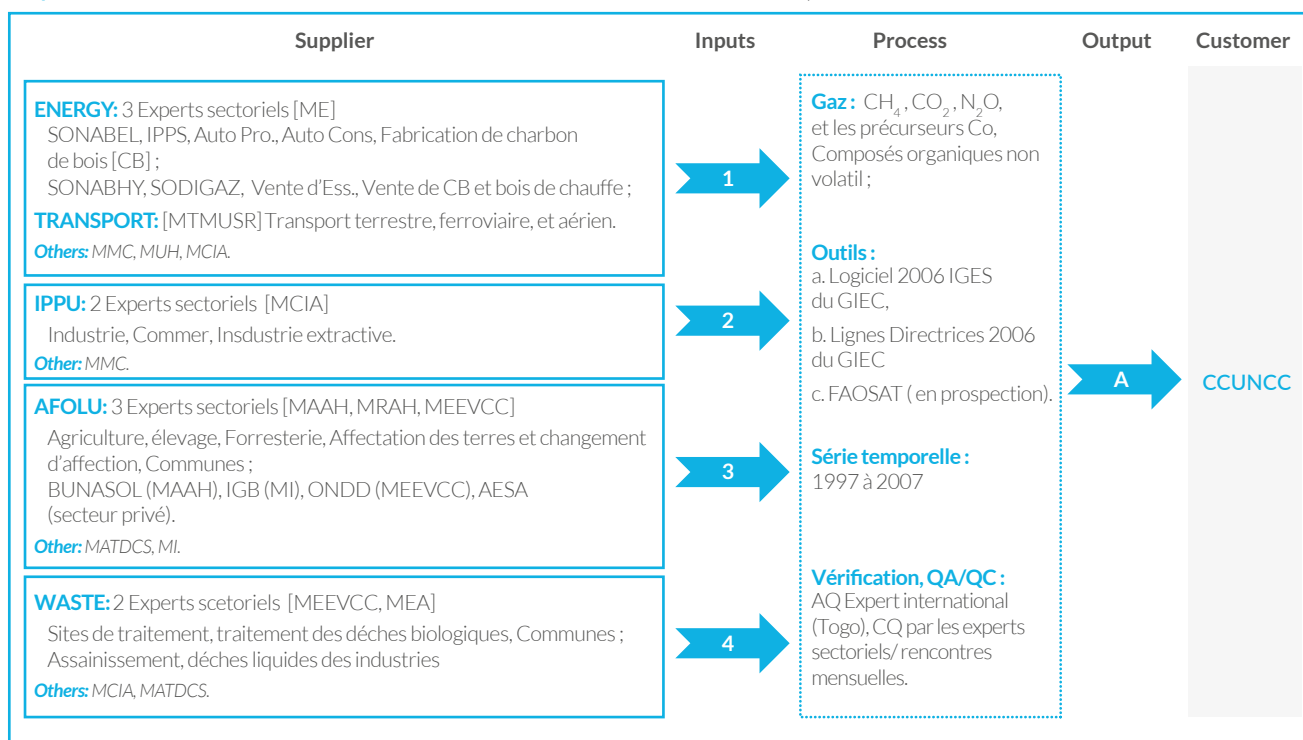 Supplier
Inputs
Process
Output
Customer
ENERGY: 3 Experts sectoriels [ME]
SONABEL, IPPS, Auto Pro., Auto Cons, Fabrication de charbon
de bois [CB] ;
SONABHY, SODIGAZ, Vente d'Ess., Vente de CB et bois de chauffe ;
TRANSPORT: [MTMUSR] Transport terrestre, ferroviaire, et aérien.
Others: MMC, MUH, MCIA.
IPPU: 2 Experts sectoriels [MCIA]
Industrie, Commer, Insdustrie extractive.
Other: MMC.
AFOLU: 3 Experts sectoriels [MAAH, MRAH, MEEVCC]
Agriculture, élevage, Forresterie, Affectation des terres et changement
d'affection, Communes ;
BUNASOL (MAAH), IGB (MI), ONDD (MEEVCC), AESA
(secteur privé).
Other: MATDCS, MI.
WASTE: 2 Experts scetoriels [MEEVCC, MEA]
Sites de traitement, traitement des déches biologiques, Communes ;
Assainissement, déches liquides des industries
Others: MCIA, MATDCS.
1
2
3
4
Gaz : CH₄ , CO₂ , N₂O,
et les précurseurs Co,
Composés organiques non
volatil ;
Outils :
a. Logiciel 2006 IGES
du GIEC,
b. Lignes Directrices 2006
du GIEC
c. FAOSAT ( en prospection).
Série temporelle :
1997 à 2007
Vérification, QA/QC :
AQ Expert international
(Togo), CQ par les experts
sectoriels/ rencontres
mensuelles.
A
CCUNCC